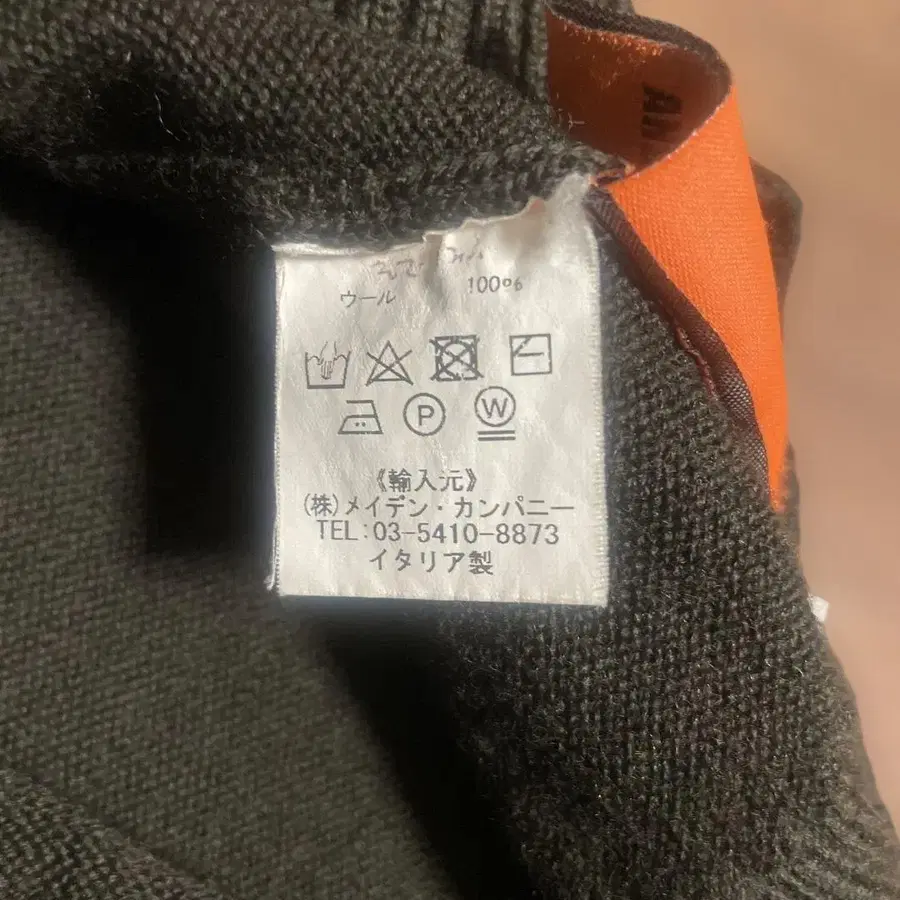 ウール 100%
P W
《輸入元》
(株)メイデン・カンパニー
TEL:03-5410-8873
イタリア製